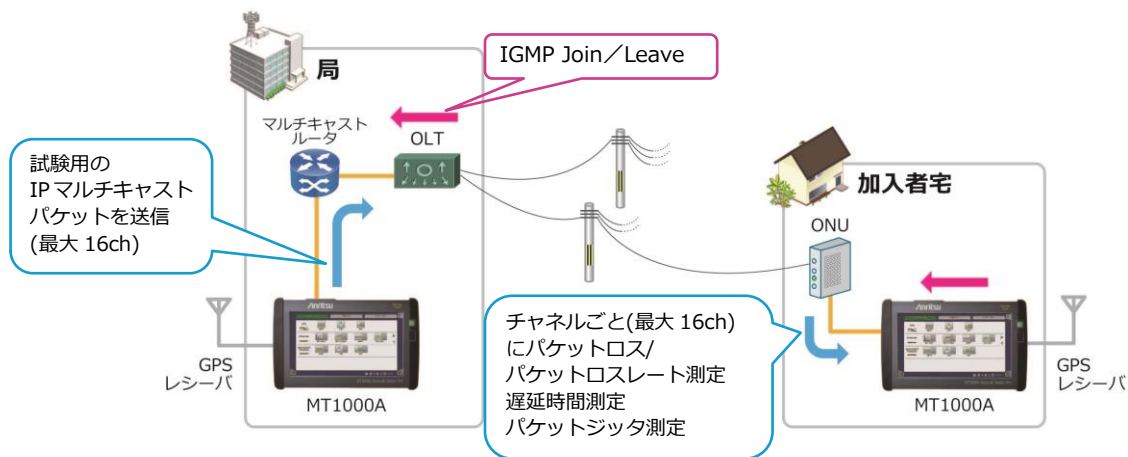 IGMP Join／Leave
局
マルチキャスト
ルータ
OLT
試験用の
IP マルチキャスト
パケットを送信
(最大 16ch)
加入者宅
ONU
チャネルごと(最大 16ch)
にパケットロス/
パケットロスレート測定
遅延時間測定
パケットジッタ測定
GPS
レシーバ
Anritsu
MT1000A
Anritsu
MT1000A
GPS
レシーバ